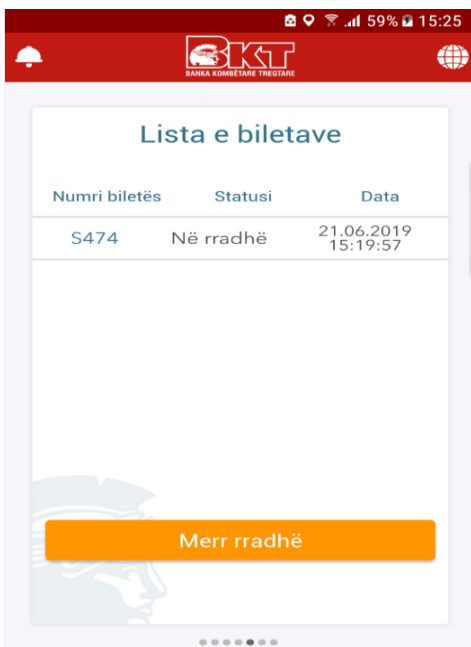 59% 15:25
BKT
BANKA KOMBËTARE TREGTARE
Lista e biletave
Numri biletës Statusi Data
S474 Në rradhë 21.06.2019
15:19:57
Merr rradhë